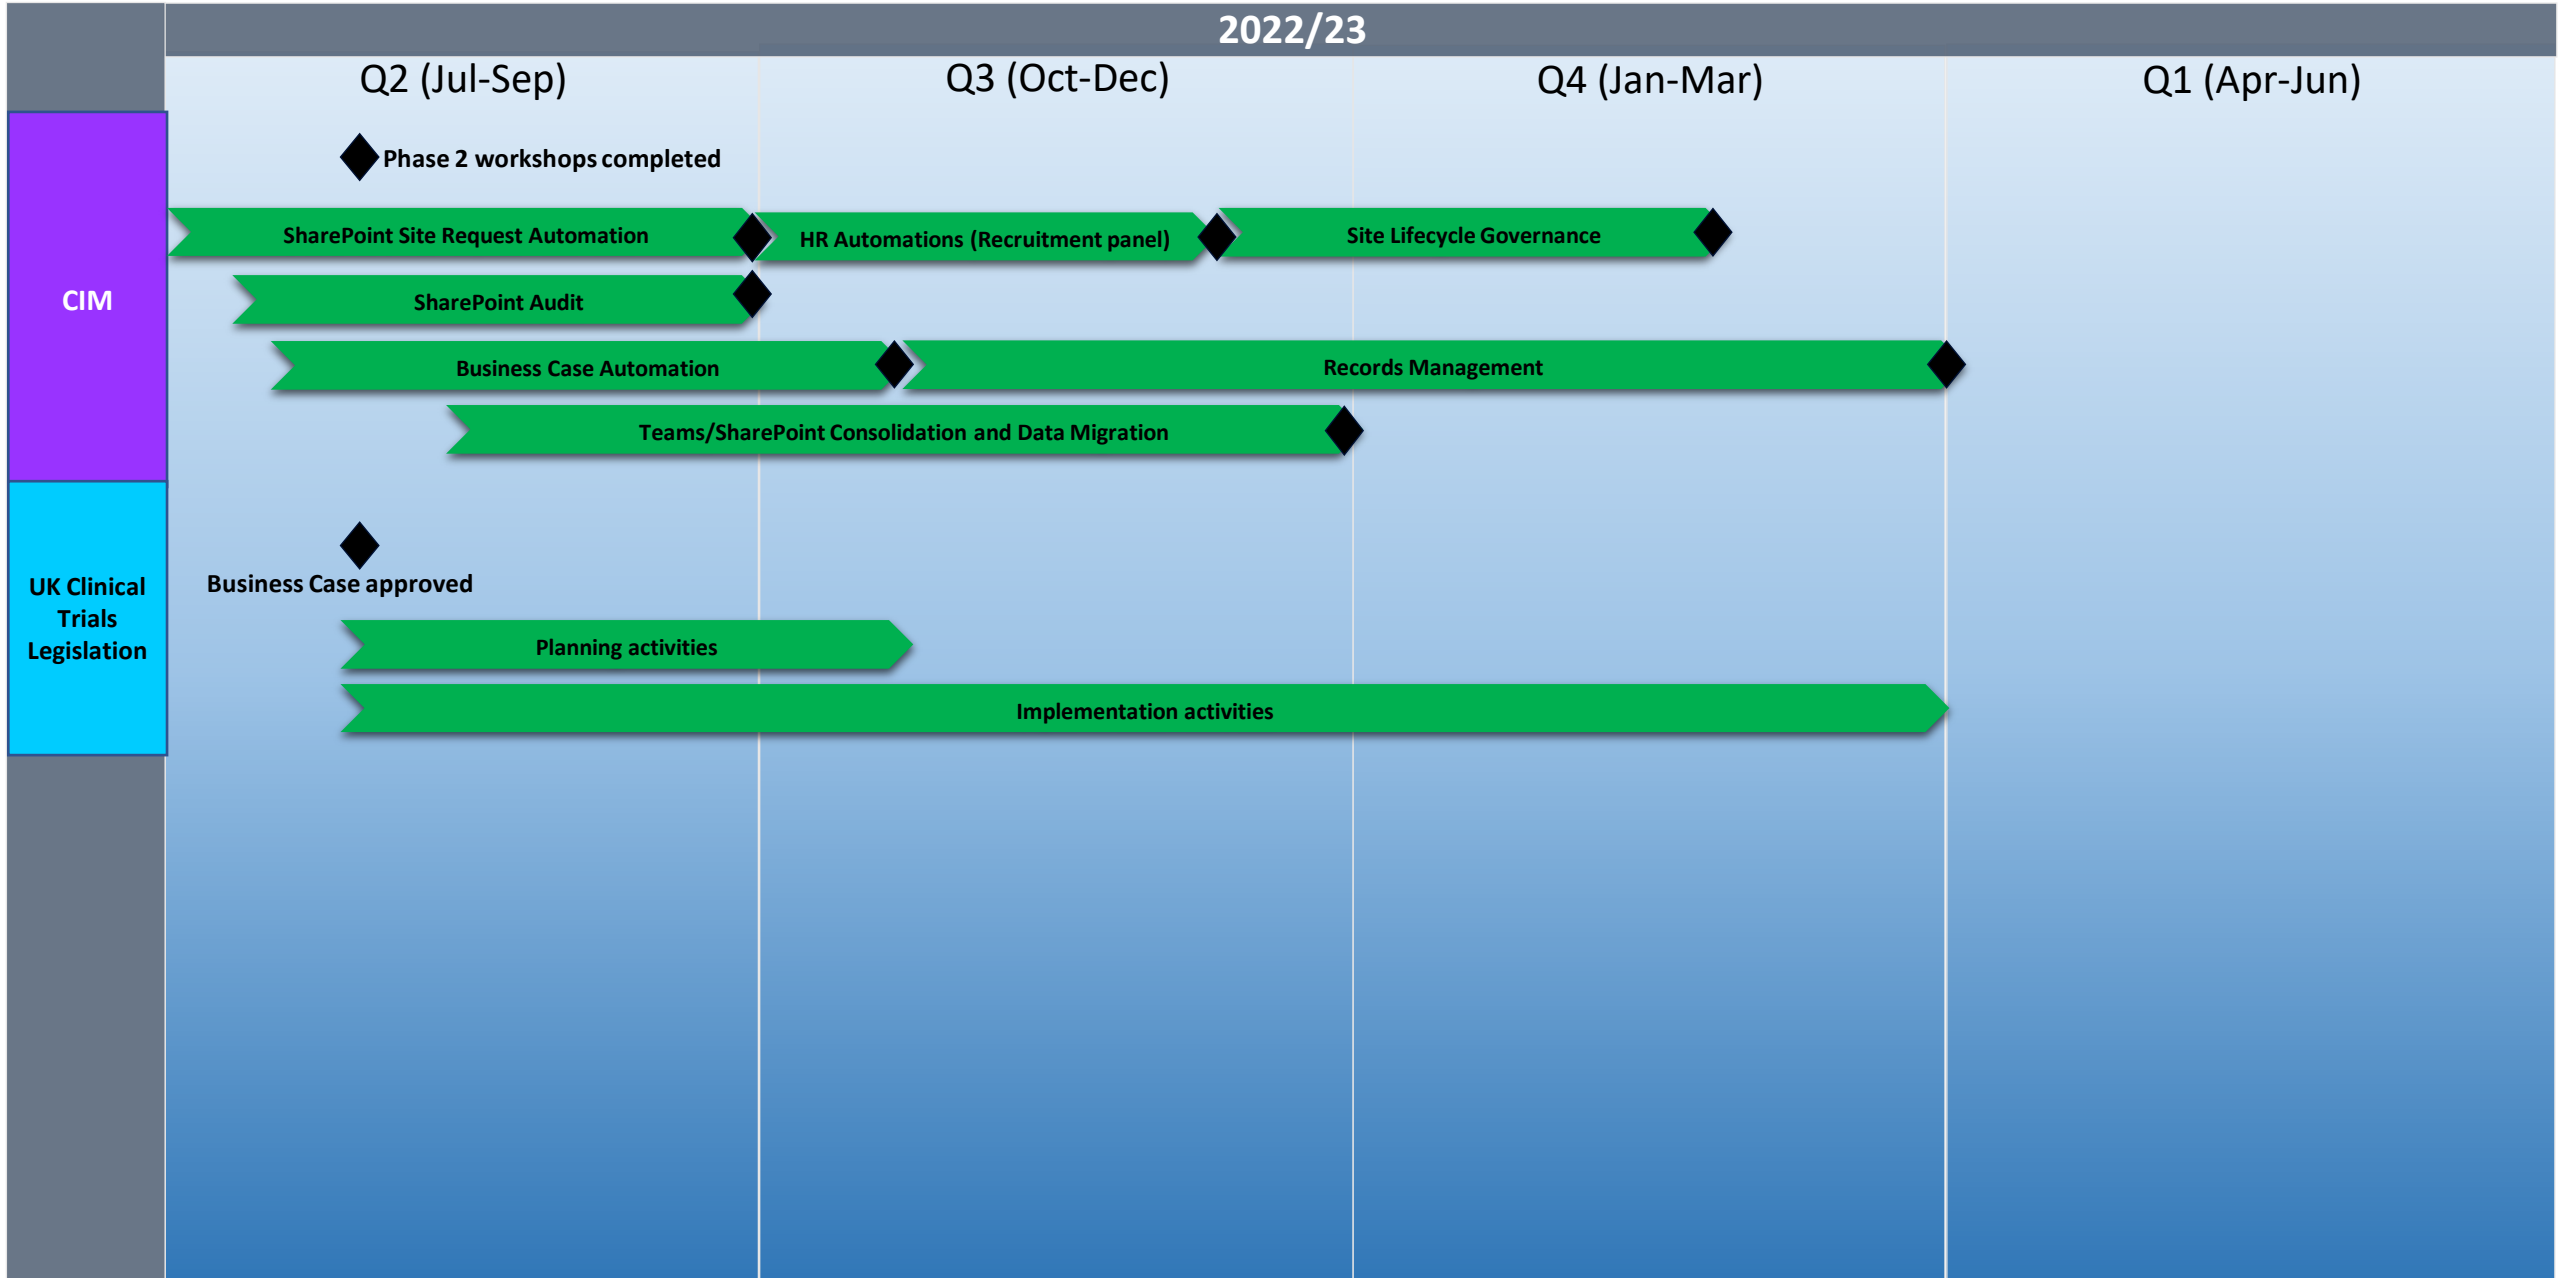 2022/23
Q2 (Jul-Sep)
Q3 (Oct-Dec)
Q4 (Jan-Mar)
Q1 (Apr-Jun)
CIM
Phase 2 workshops completed
SharePoint Site Request Automation
HR Automations (Recruitment panel)
Site Lifecycle Governance
SharePoint Audit
Business Case Automation
Records Management
Teams/SharePoint Consolidation and Data Migration
UK Clinical
Trials
Legislation
Business Case approved
Planning activities
Implementation activities